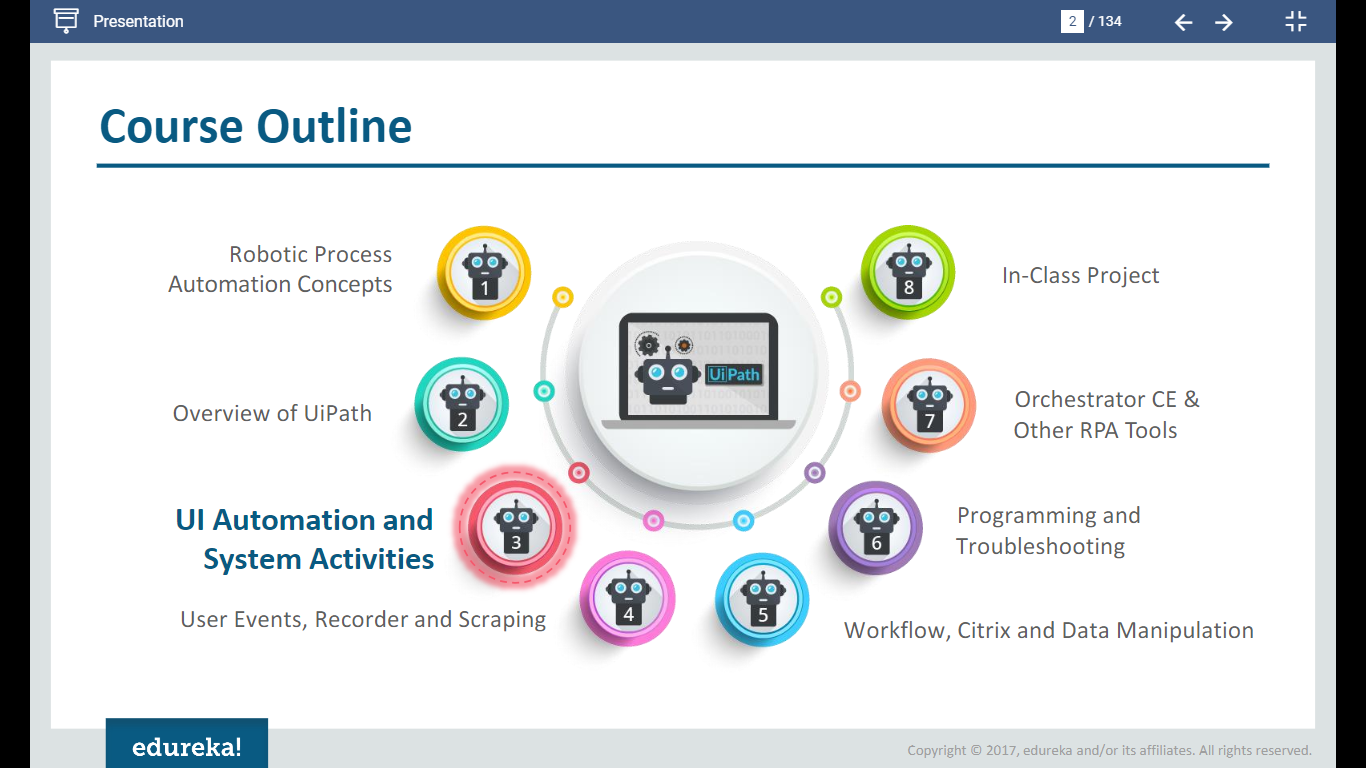 Presentation
2 / 134
Course Outline
Robotic Process
Automation Concepts
1
Overview of UiPath
2
UI Automation and
System Activities
3
User Events, Recorder and Scraping
4
5
Workflow, Citrix and Data Manipulation
6
Programming and
Troubleshooting
7
Orchestrator CE &
Other RPA Tools
8
In-Class Project
UiPath
edureka!
Copyright © 2017, edureka and/or its affiliates. All rights reserved.